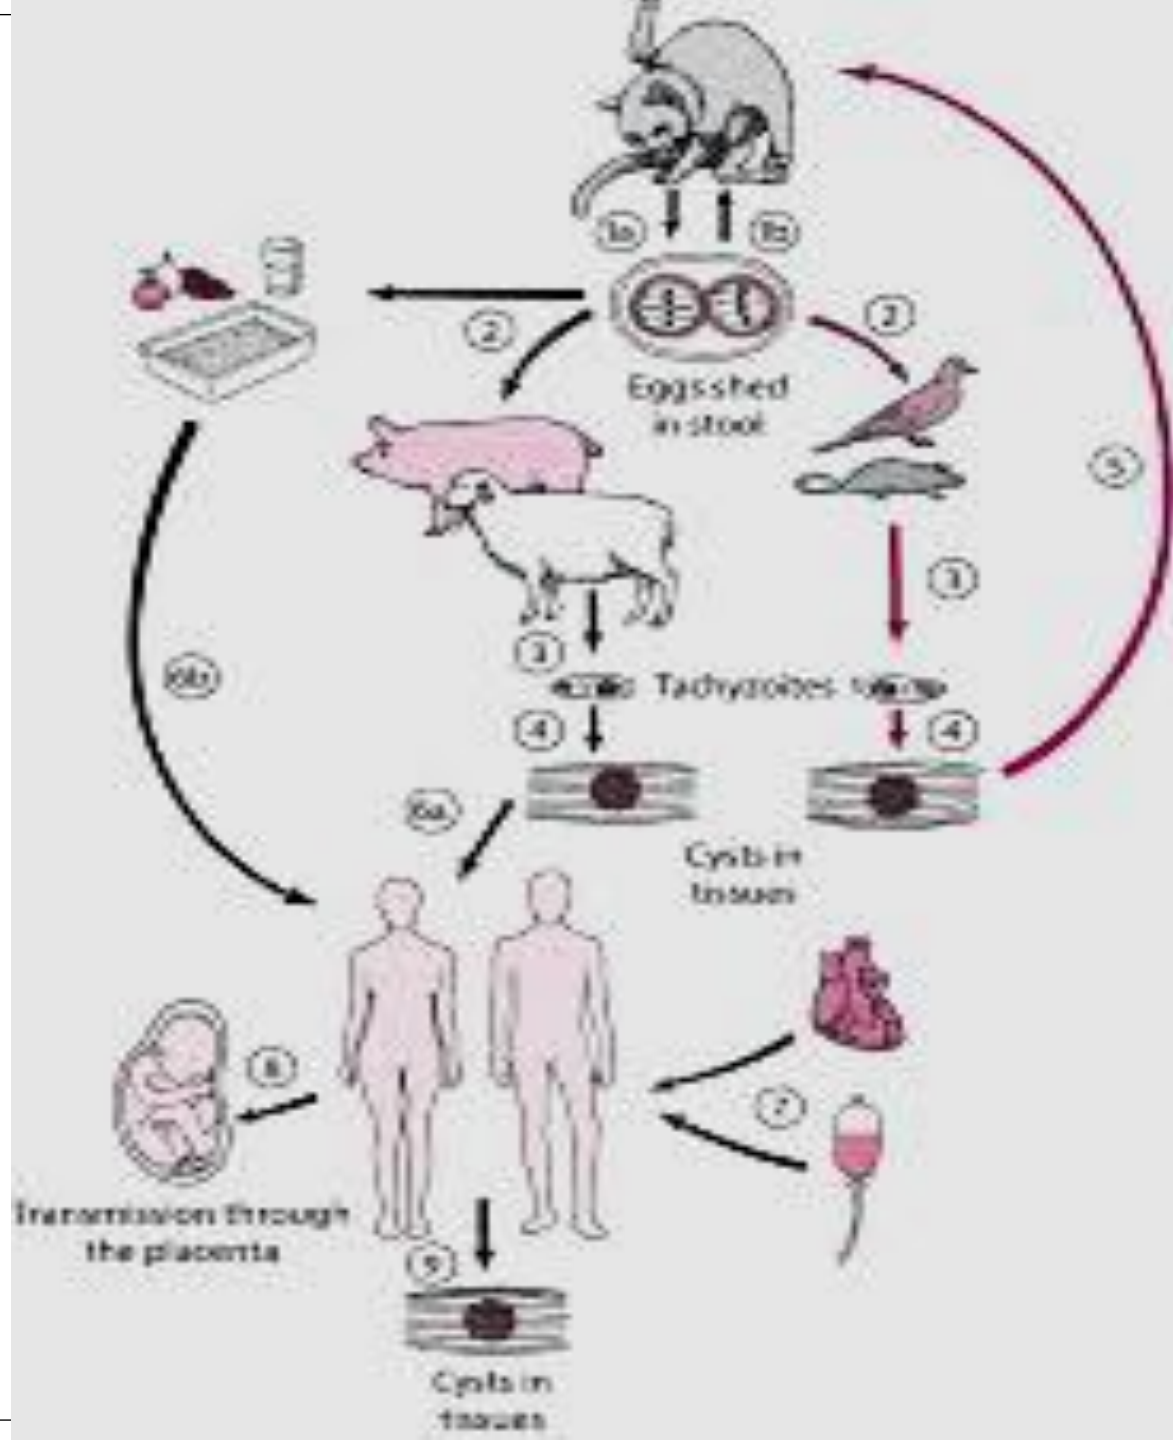 1a
1b
2
2
Eggs shed
in stool
5
3
3
Tachyzoites
4
4
6b
6a
Cysts in
tissues
8
7
Transmission through
the placenta
9
Cysts in
tissues